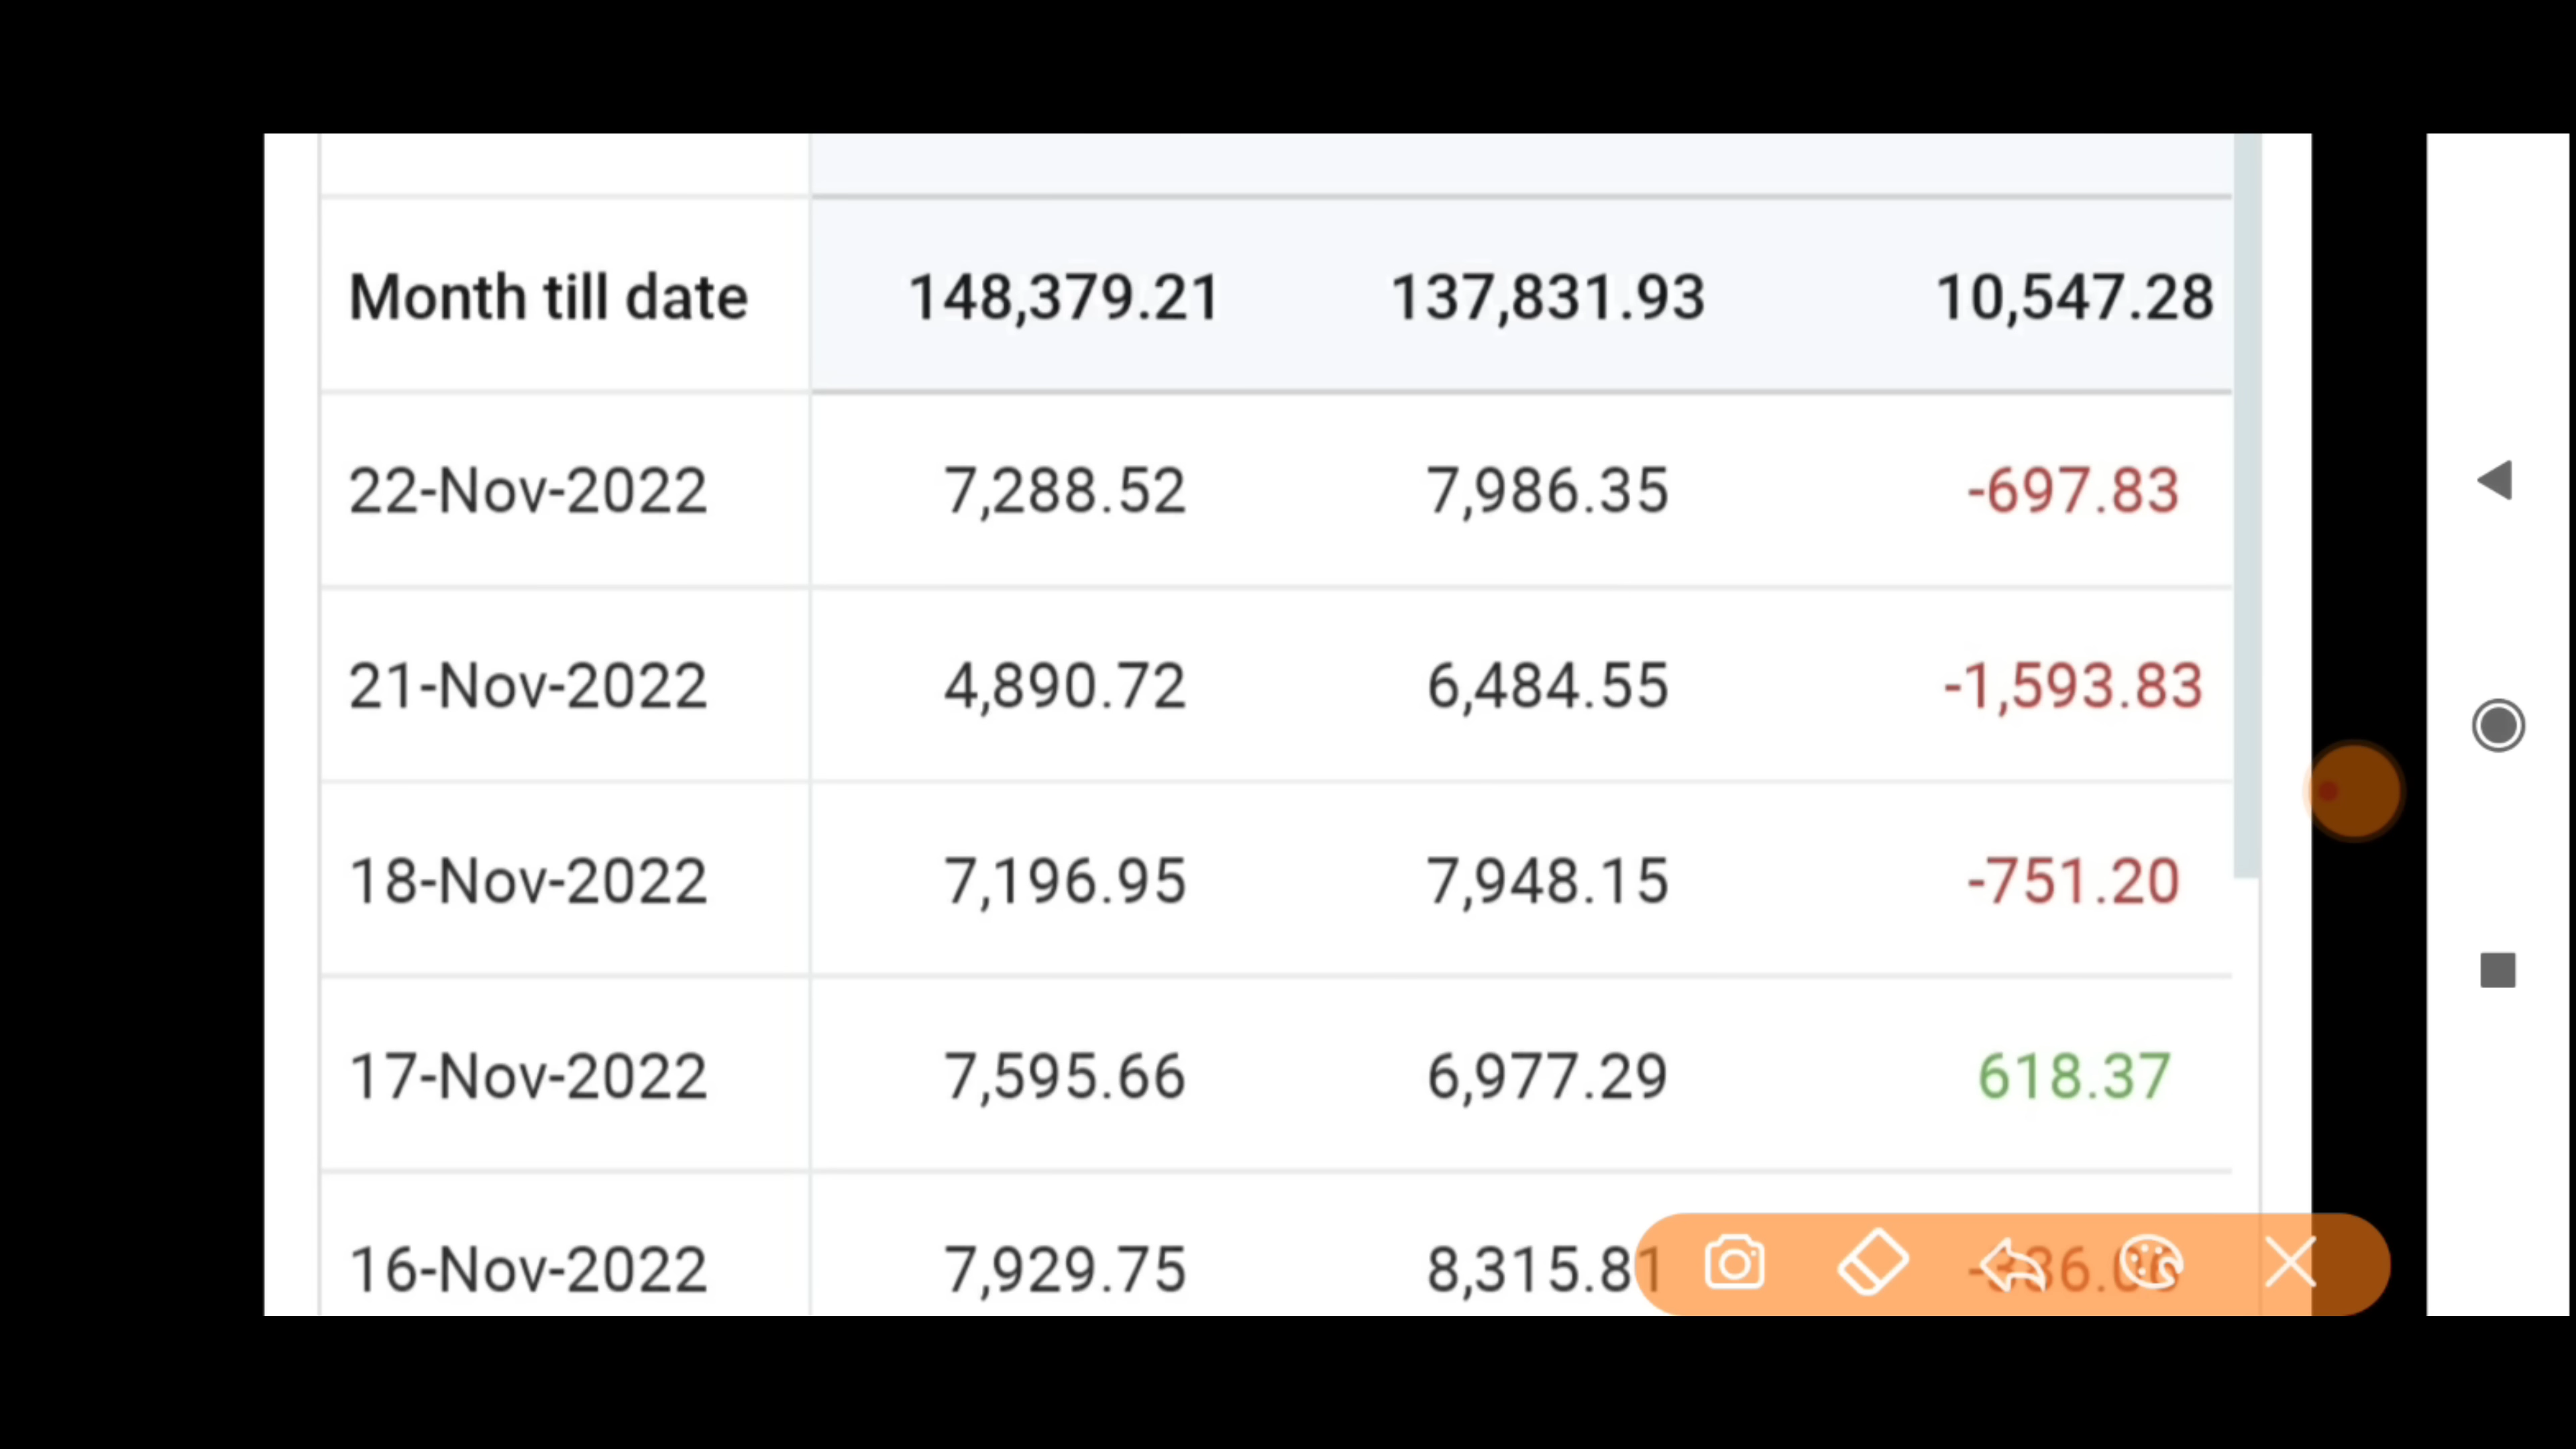 Month till date 148,379.21 137,831.93 10,547.28
22-Nov-2022 7,288.52 7,986.35 -697.83
21-Nov-2022 4,890.72 6,484.55 -1,593.83
18-Nov-2022 7,196.95 7,948.15 -751.20
17-Nov-2022 7,595.66 6,977.29 618.37
16-Nov-2022 7,929.75 8,315.81